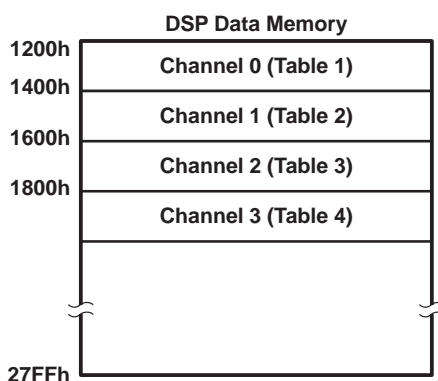 DSP Data Memory
1200h
Channel 0 (Table 1)
1400h
Channel 1 (Table 2)
1600h
Channel 2 (Table 3)
1800h
Channel 3 (Table 4)
27FFh